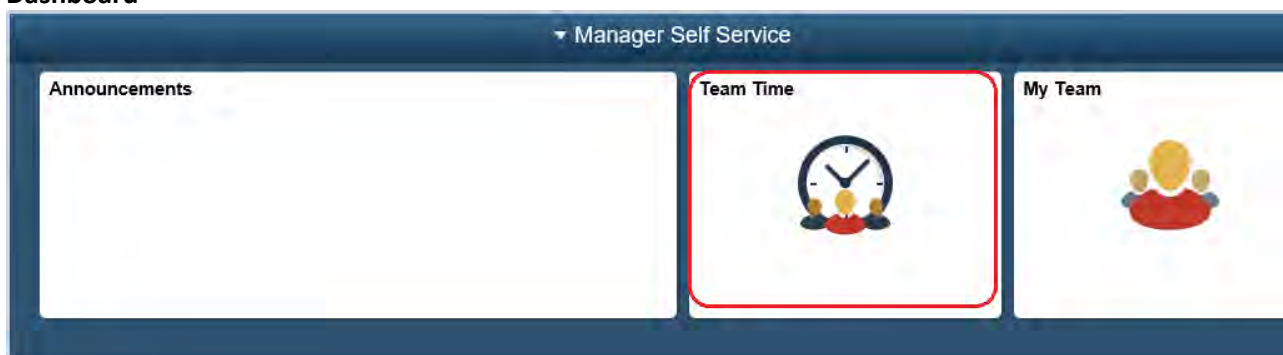 Dashboard
Manager Self Service
Announcements
Team Time
My Team